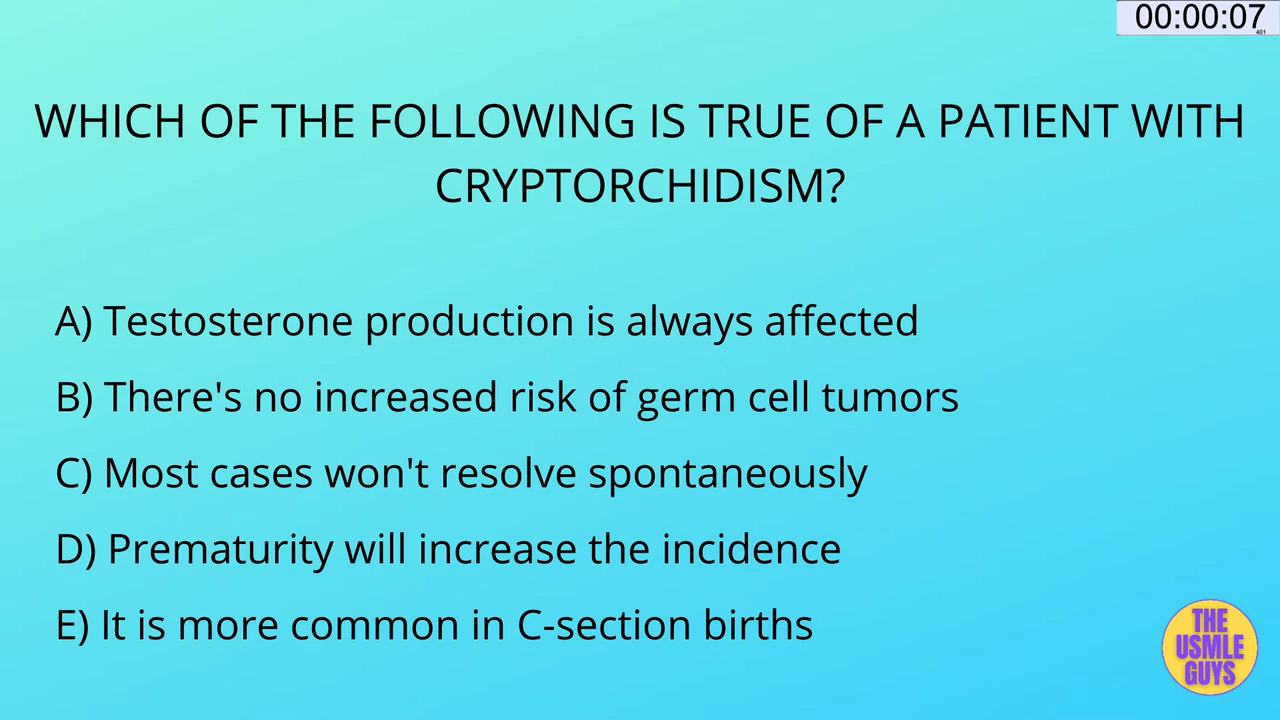 00:00:07
401
WHICH OF THE FOLLOWING IS TRUE OF A PATIENT WITH
CRYPTORCHIDISM?
A) Testosterone production is always affected
B) There's no increased risk of germ cell tumors
C) Most cases won't resolve spontaneously
D) Prematurity will increase the incidence
E) It is more common in C-section births
THE
USMLE
GUYS